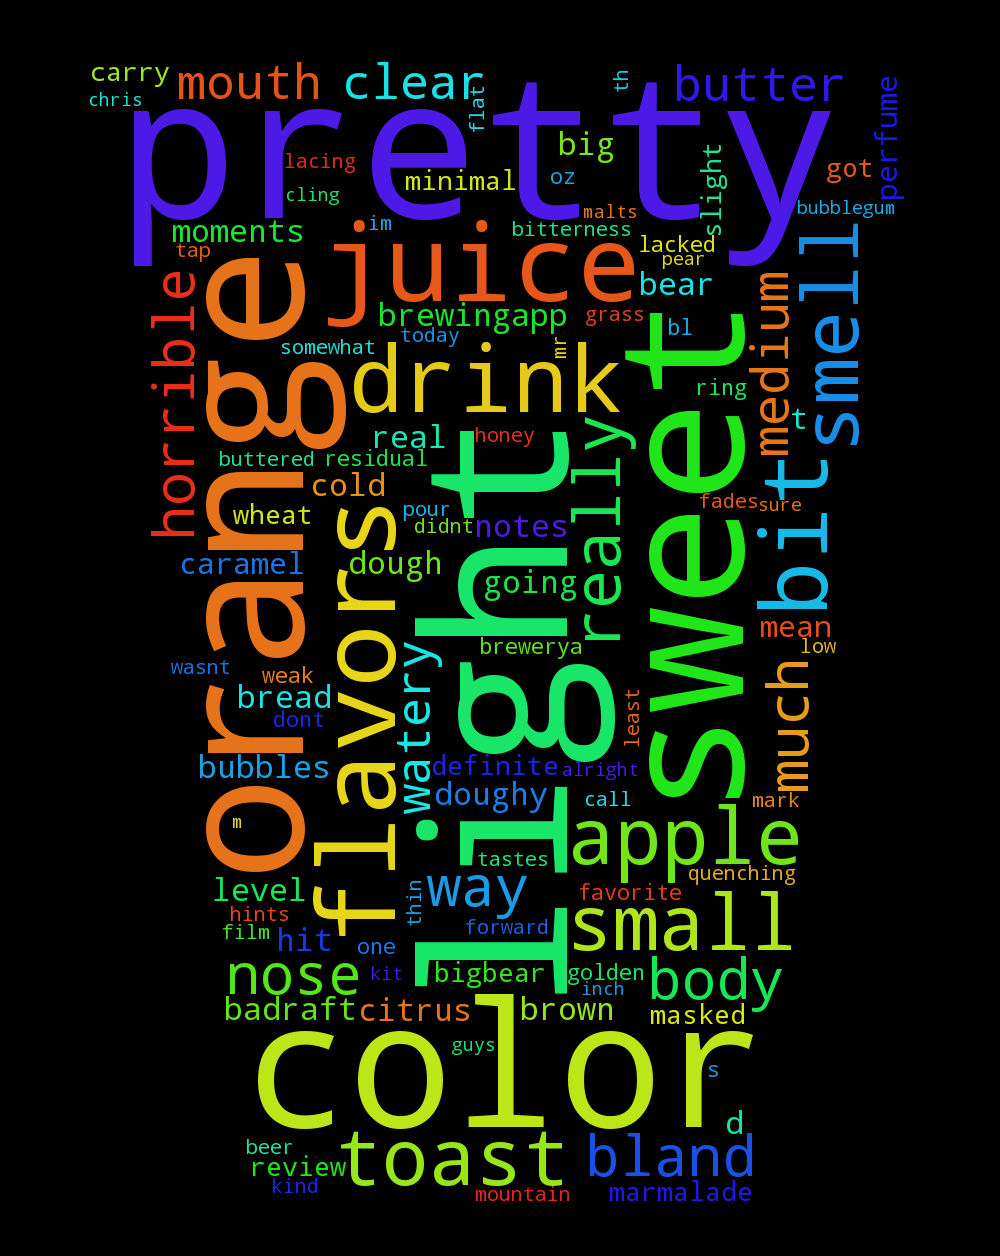 carry
mouth
clear
th
butter
chris
pretty
flat
perfume
big
lacing
minimal
oz
slight
got
cling
malts
bubblegum
moments
im
bitterness
lacked
tap
juice
pear
smell
horrible
orange
bear
medium
brewingapp
grass
bl
today
light
sweet
somewhat
mr
drink
ring
t
real
honey
really
buttered
residual
cold
flavors
bit
fades
sure
wheat
pour
didnt
notes
caramel
dough
going
mean
brewerya
low
wasnt
weak
watery
much
bread
least
dont
bubbles
definite
alright
doughy
call
mark
m
apple
tastes
quenching
level
way
thin
favorite
hints
small
film
hit
one
forward
nose
kit
bigbear
golden
body
inch
badraft
citrus
brown
masked
color
guys
s
d
beer
toast
bland
review
kind
mountain
marmalade